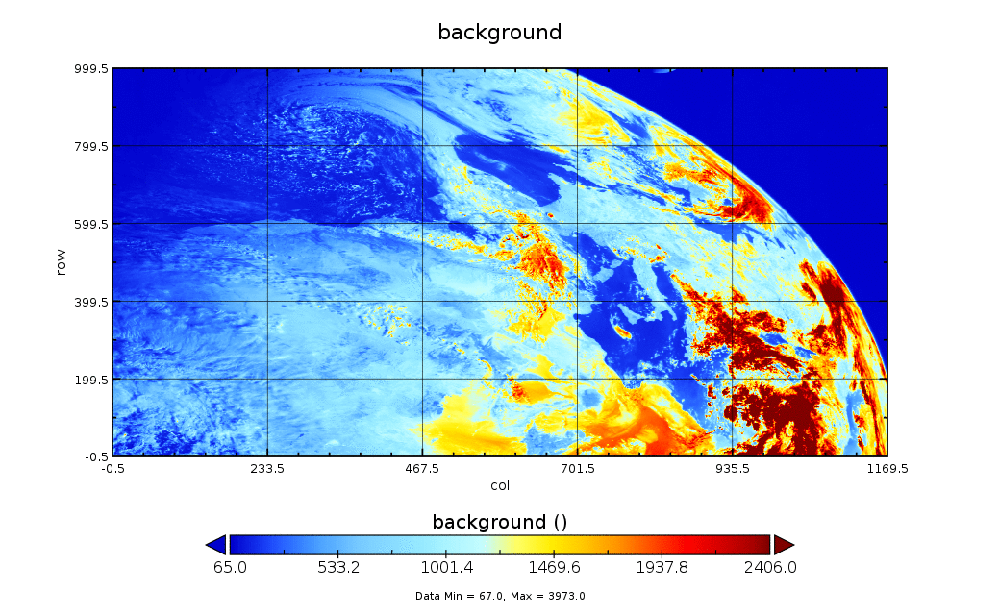 background
999.5
799.5
599.5
399.5
199.5
-0.5
row
-0.5 233.5 467.5 701.5 935.5 1169.5
col
background ()
65.0 533.2 1001.4 1469.6 1937.8 2406.0
Data Min = 67.0, Max = 3973.0